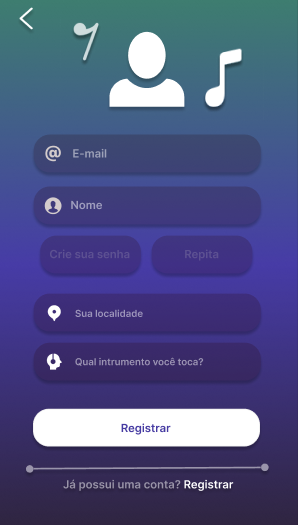 @ E-mail
Nome
Crie sua senha Repita
Sua localidade
Qual intrumento você toca?
Registrar
Já possui uma conta? Registrar